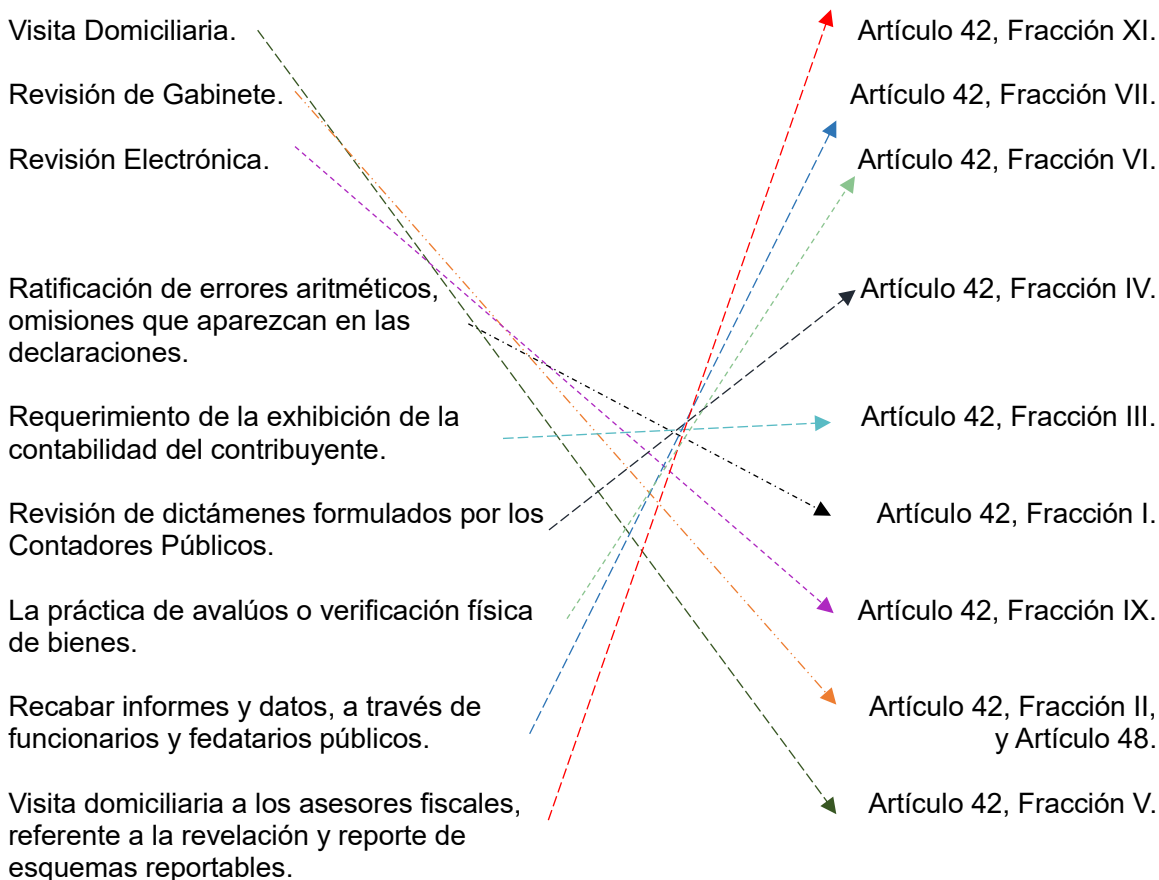 Visita Domiciliaria.
Artículo 42, Fracción XI.
Revisión de Gabinete.
Artículo 42, Fracción VII.
Revisión Electrónica.
Artículo 42, Fracción VI.
Ratificación de errores aritméticos,
omisiones que aparezcan en las
declaraciones.
Artículo 42, Fracción IV.
Requerimiento de la exhibición de la
contabilidad del contribuyente.
Artículo 42, Fracción III.
Revisión de dictámenes formulados por los
Contadores Públicos.
Artículo 42, Fracción I.
La práctica de avalúos o verificación física
de bienes.
Artículo 42, Fracción IX.
Recabar informes y datos, a través de
funcionarios y fedatarios públicos.
Artículo 42, Fracción II,
y Artículo 48.
Visita domiciliaria a los asesores fiscales,
referente a la revelación y reporte de
esquemas reportables.
Artículo 42, Fracción V.